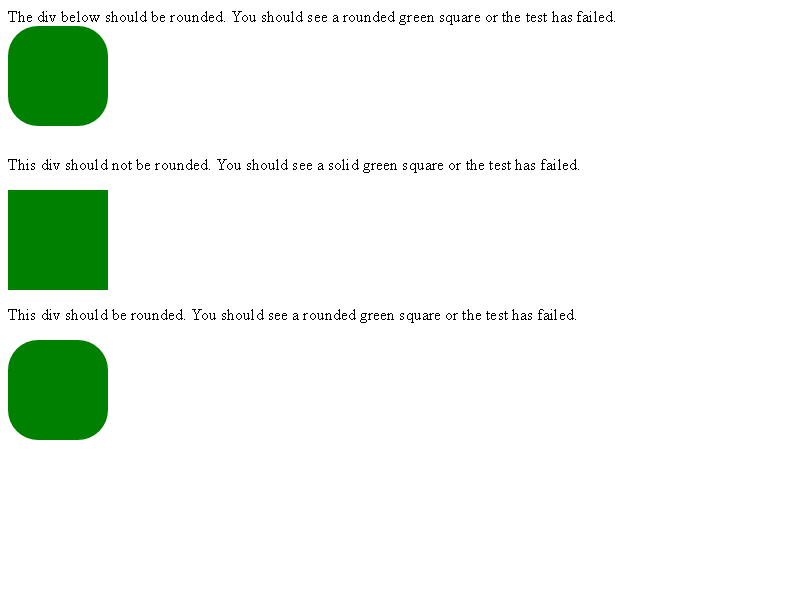 The div below should be rounded. You should see a rounded green square or the test has failed.
This div should not be rounded. You should see a solid green square or the test has failed.
This div should be rounded. You should see a rounded green square or the test has failed.